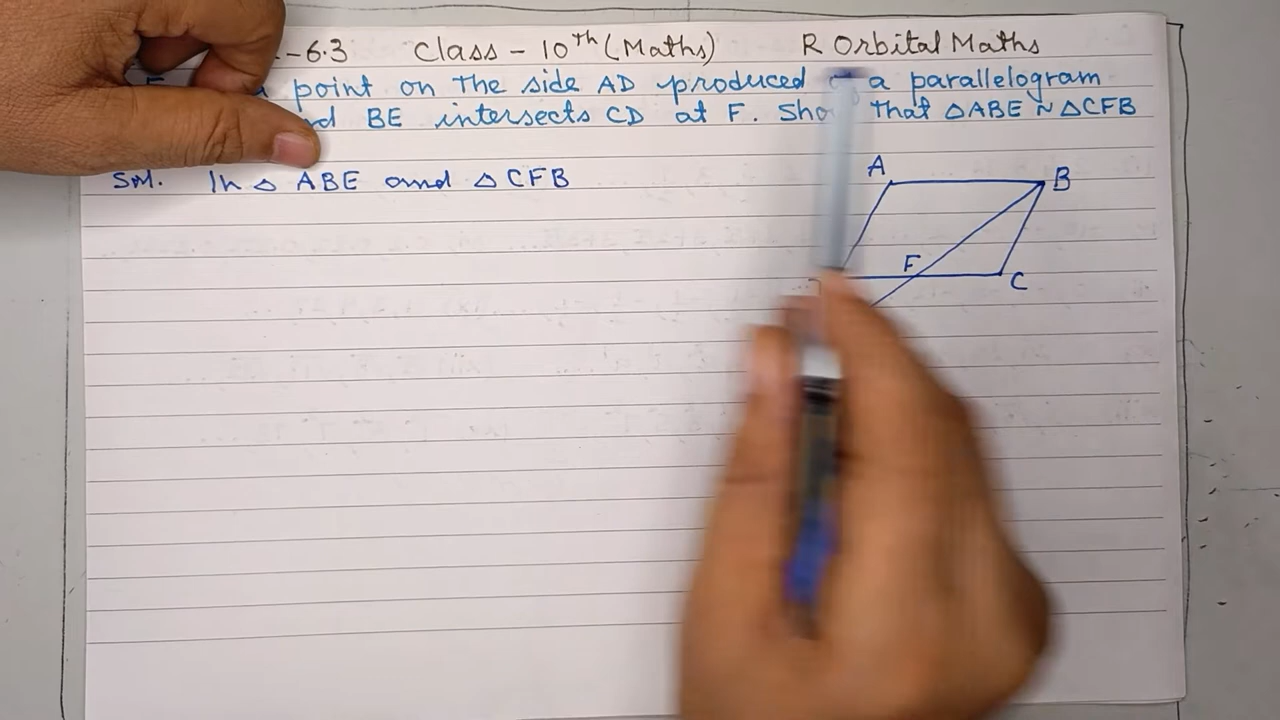 -6.3 Class - 10th (Maths) R Orbital Maths
point on the side AD produced a parallelogram
BE intersects CD at F. that △ABE ~ △CFB
Sol. In △ ABE and △ CFB
A
B
F
C